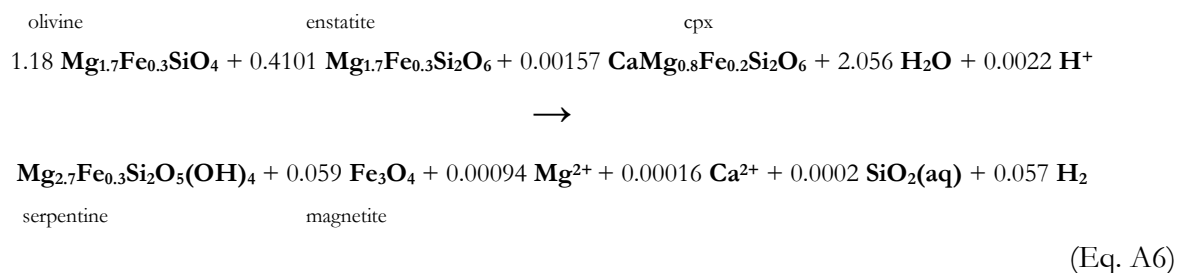 olivine enstatite cpx
1.18 Mg₁.₇Fe₀.₃SiO₄ + 0.4101 Mg₁.₇Fe₀.₃Si₂O₆ + 0.00157 CaMg₀.₈Fe₀.₂Si₂O₆ + 2.056 H₂O + 0.0022 H⁺
→
Mg₂.₇Fe₀.₃Si₂O₅(OH)₄ + 0.059 Fe₃O₄ + 0.00094 Mg²⁺ + 0.00016 Ca²⁺ + 0.0002 SiO₂(aq) + 0.057 H₂
serpentine magnetite
(Eq. A6)